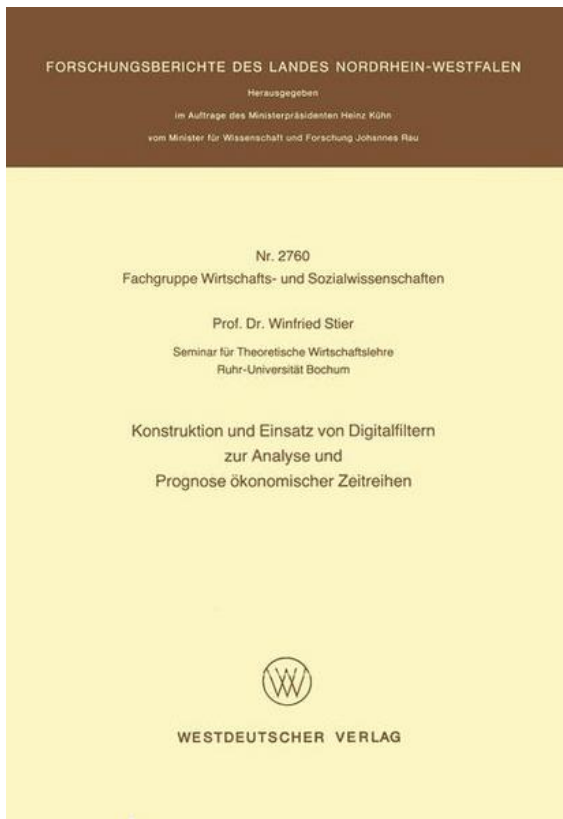 FORSCHUNGSBERICHTE DES LANDES NORDRHEIN-WESTFALEN
Herausgegeben
im Auftrage des Ministerpräsidenten Heinz Kühn
vom Minister für Wissenschaft und Forschung Johannes Rau
Nr. 2760
Fachgruppe Wirtschafts- und Sozialwissenschaften
Prof. Dr. Winfried Stier
Seminar für Theoretische Wirtschaftslehre
Ruhr-Universität Bochum
Konstruktion und Einsatz von Digitalfiltern
zur Analyse und
Prognose ökonomischer Zeitreihen
WESTDEUTSCHER VERLAG